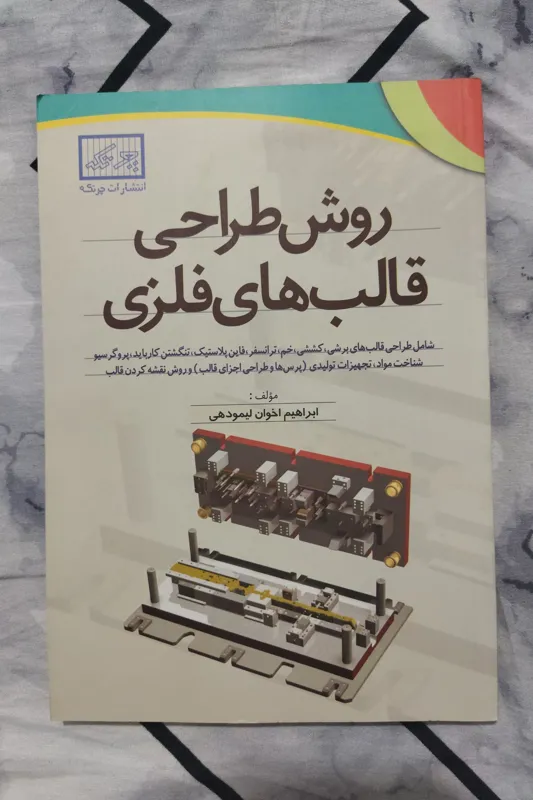 چرتکه
انتشارات چرتکه
روش طراحی
قالب‌های فلزی
شامل طراحی قالب‌های برشی، کششی، خم، ترانسفر، فاین پلاستیک، تنگشتن کارباید، پروگرسیو
شناخت مواد، تجهیزات تولیدی (پرس‌ها و طراحی اجزای قالب) و روش نقشه کردن قالب
مؤلف :
ابراهیم اخوان لیمودهی